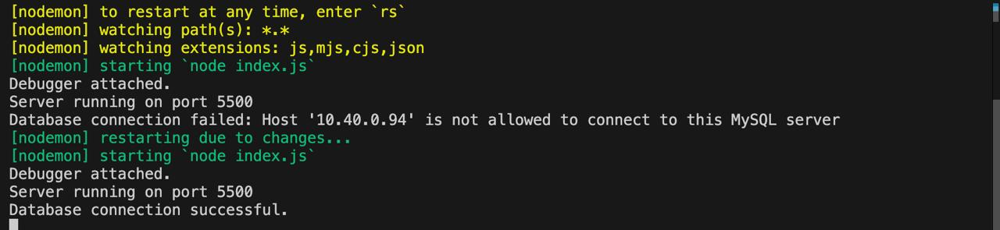 [nodemon] to restart at any time, enter `rs`
[nodemon] watching path(s): *.*
[nodemon] watching extensions: js,mjs,cjs,json
[nodemon] starting `node index.js`
Debugger attached.
Server running on port 5500
Database connection failed: Host '10.40.0.94' is not allowed to connect to this MySQL server
[nodemon] restarting due to changes...
[nodemon] starting `node index.js`
Debugger attached.
Server running on port 5500
Database connection successful.